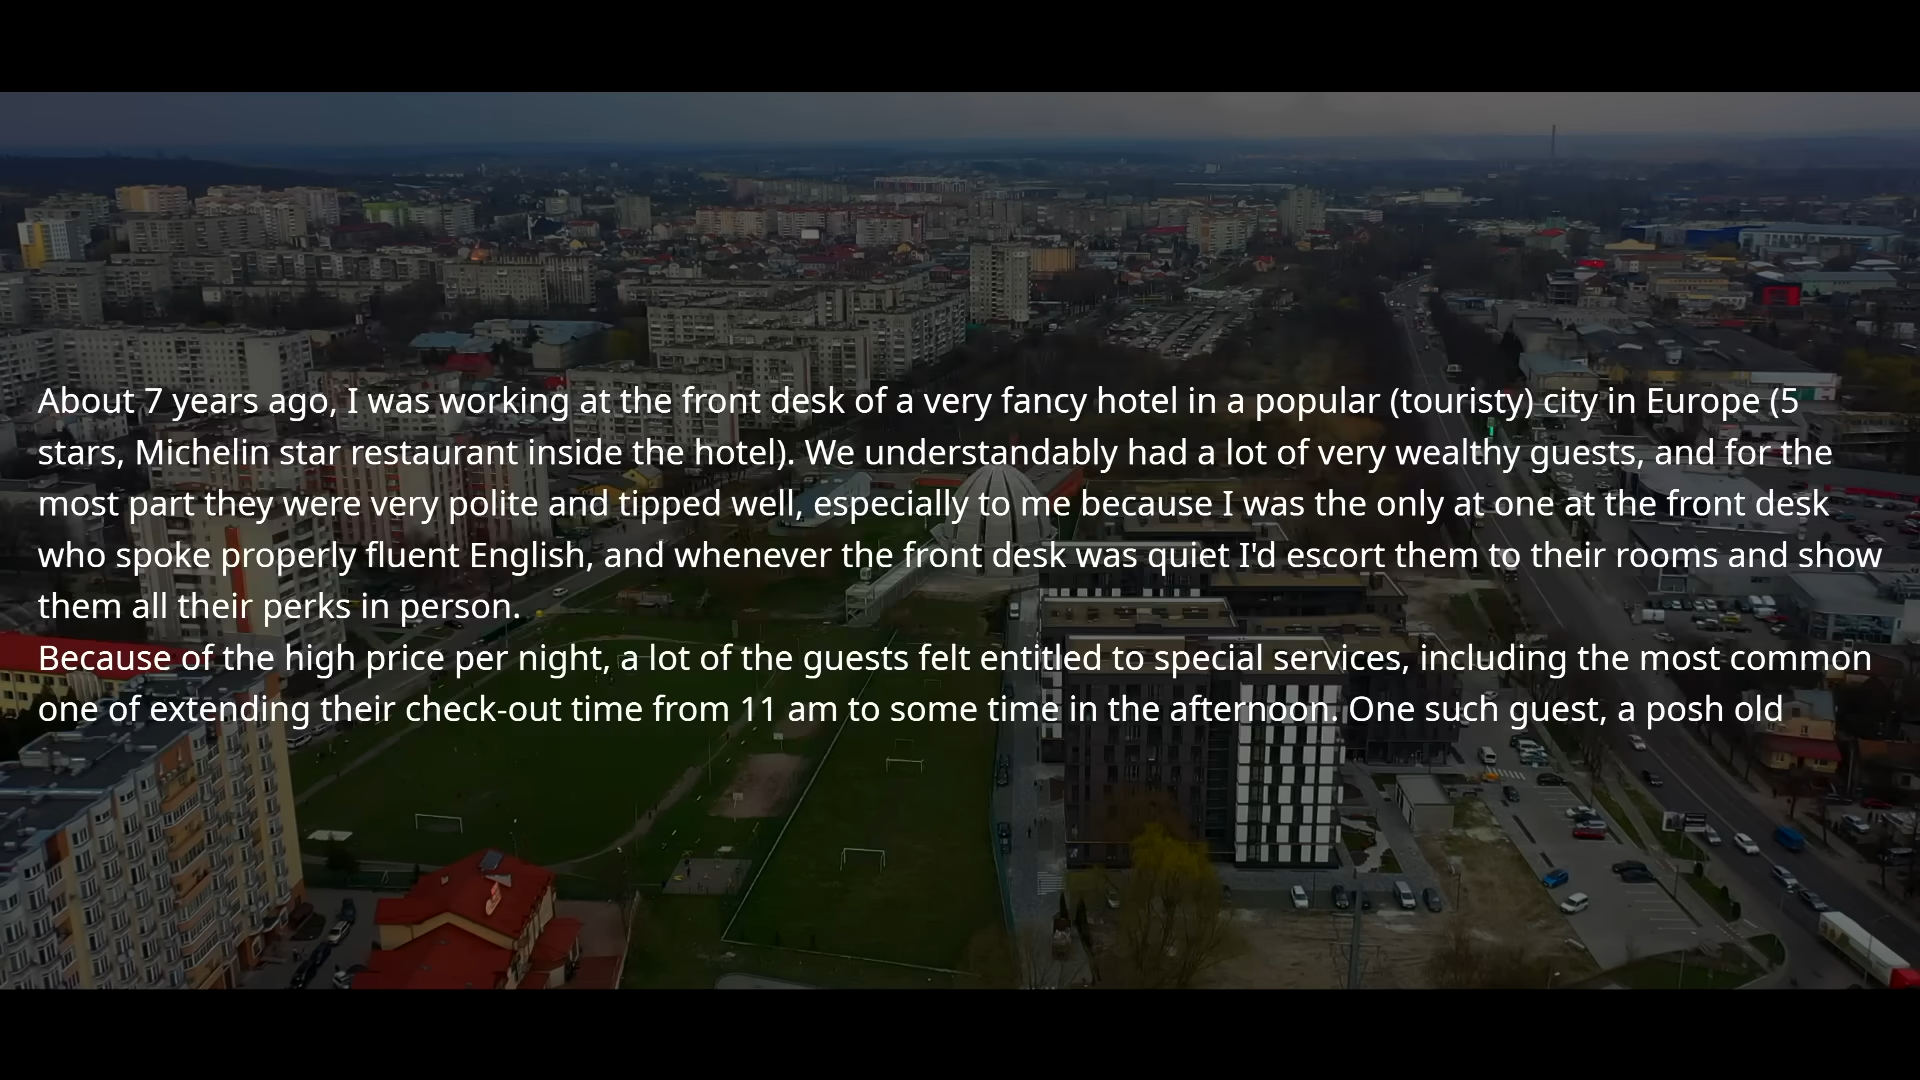 About 7 years ago, I was working at the front desk of a very fancy hotel in a popular (touristy) city in Europe (5
stars, Michelin star restaurant inside the hotel). We understandably had a lot of very wealthy guests, and for the
most part they were very polite and tipped well, especially to me because I was the only at one at the front desk
who spoke properly fluent English, and whenever the front desk was quiet I'd escort them to their rooms and show
them all their perks in person.
Because of the high price per night, a lot of the guests felt entitled to special services, including the most common
one of extending their check-out time from 11 am to some time in the afternoon. One such guest, a posh old